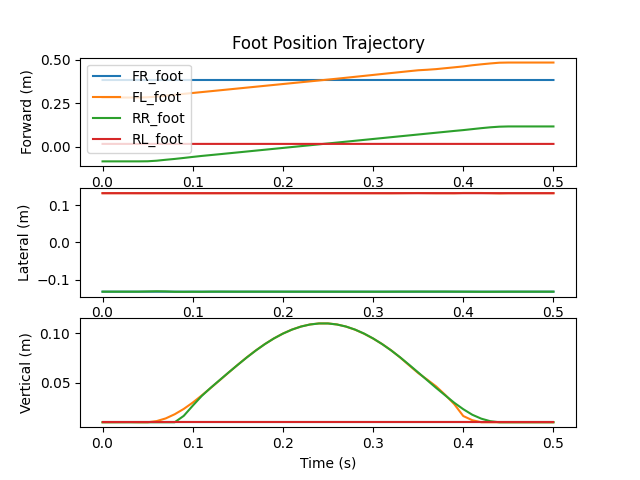 Foot Position Trajectory
Forward (m)
0.50
0.25
0.00
FR_foot
FL_foot
RR_foot
RL_foot
0.0 0.1 0.2 0.3 0.4 0.5
Lateral (m)
0.1
0.0
−0.1
0.0 0.1 0.2 0.3 0.4 0.5
Vertical (m)
0.10
0.05
0.0 0.1 0.2 0.3 0.4 0.5
Time (s)